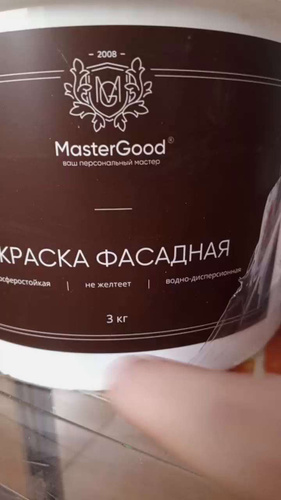 2008
MasterGood®
ваш персональный мастер
КРАСКА ФАСАДНАЯ
не желтеет | водно-дисперсионная
3 кг